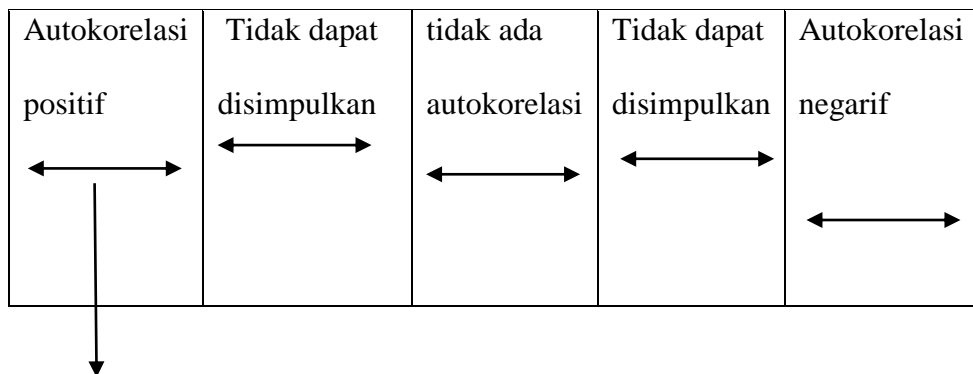 Autokorelasi
positif
Tidak dapat
disimpulkan
tidak ada
autokorelasi
Tidak dapat
disimpulkan
Autokorelasi
negarif